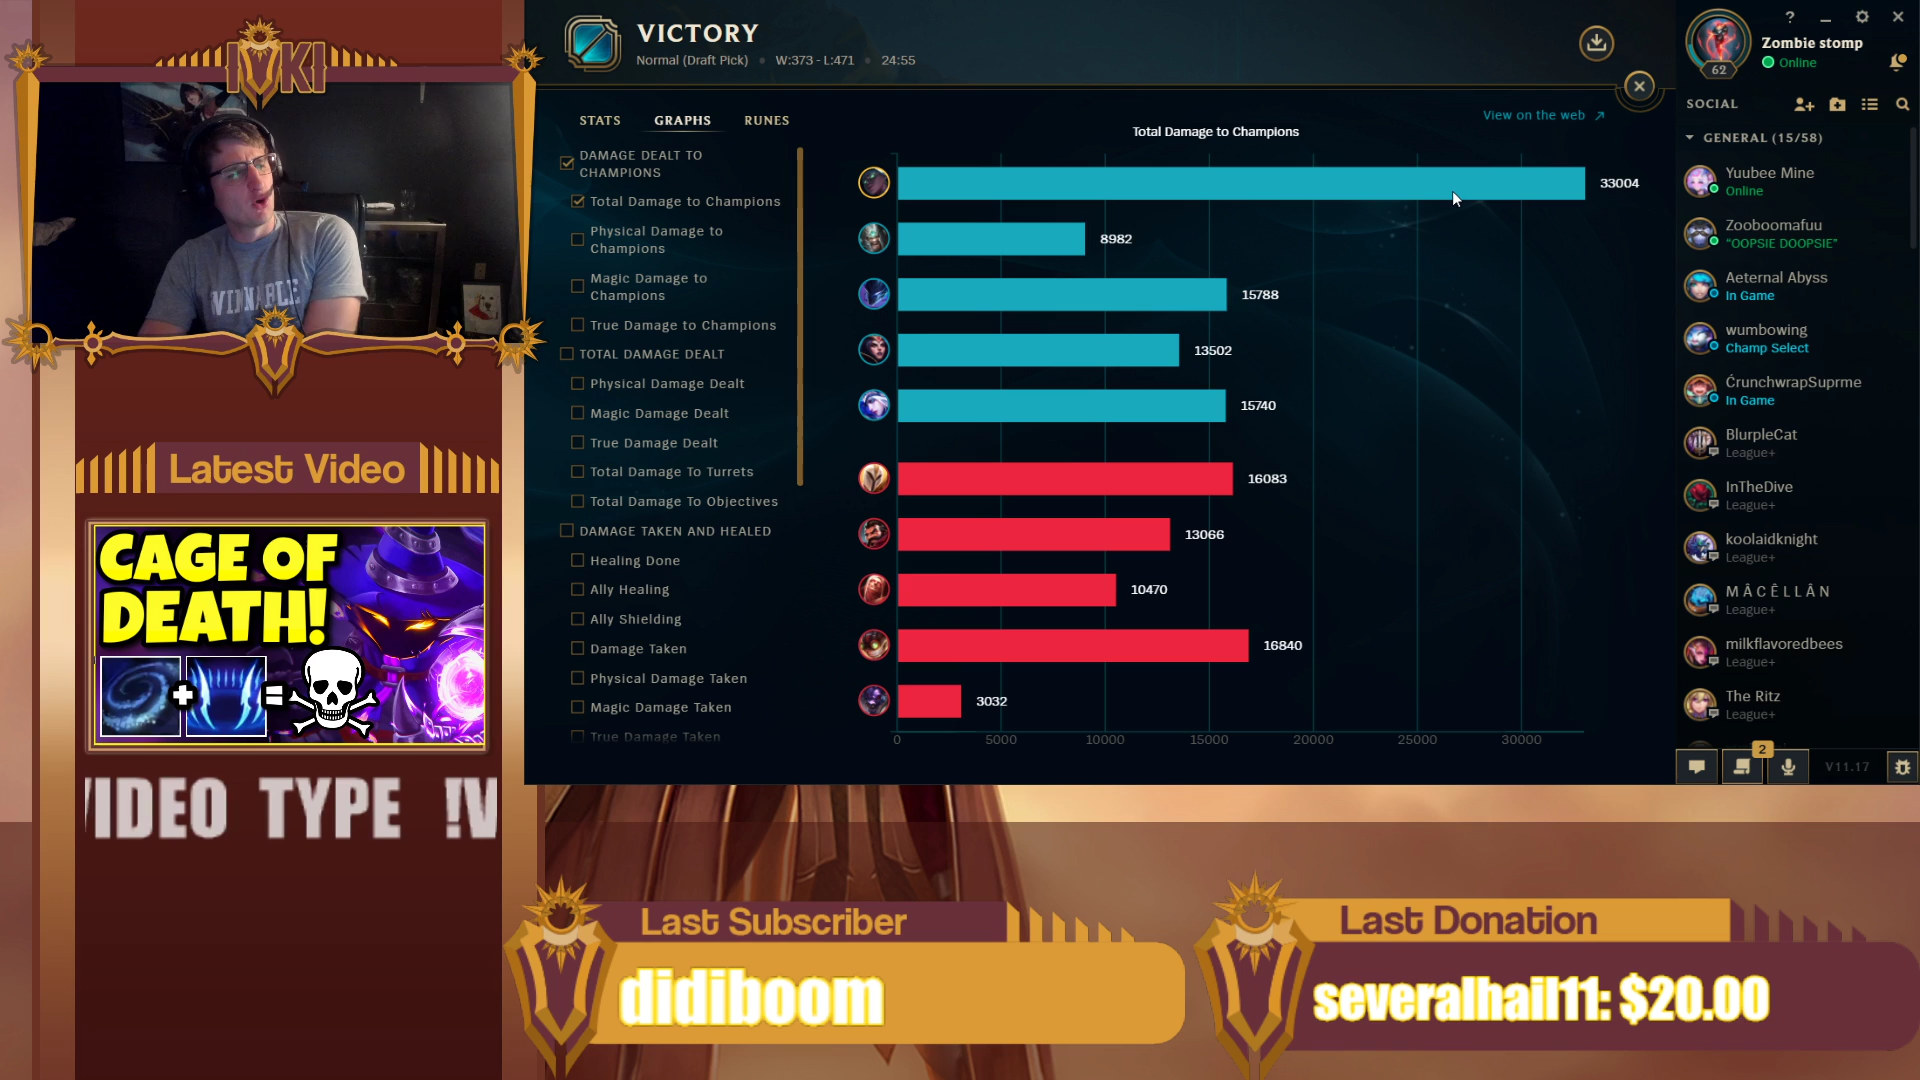 IVKI
Latest Video
CAGE OF
DEATH!
+
=
VIDEO TYPE !V
VICTORY
Normal (Draft Pick) • W:373 - L:471 • 24:55
STATS
GRAPHS
RUNES
View on the web
DAMAGE DEALT TO
CHAMPIONS
Total Damage to Champions
Physical Damage to
Champions
Magic Damage to
Champions
True Damage to Champions
TOTAL DAMAGE DEALT
Physical Damage Dealt
Magic Damage Dealt
True Damage Dealt
Total Damage To Turrets
Total Damage To Objectives
DAMAGE TAKEN AND HEALED
Healing Done
Ally Healing
Ally Shielding
Damage Taken
Physical Damage Taken
Magic Damage Taken
True Damage Taken
Total Damage to Champions
33004
8982
15788
13502
15740
16083
13066
10470
16840
3032
0 5000 10000 15000 20000 25000 30000
?
Zombie stomp
Online
62
SOCIAL
GENERAL (15/58)
Yuubee Mine
Online
Zooboomafuu
"OOPSIE DOOPSIE"
Aeternal Abyss
In Game
wumbowing
Champ Select
ĊrunchwrapSuprme
In Game
BlurpleCat
League+
InTheDive
League+
koolaidknight
League+
M Â C Ê L L Â N
League+
milkflavoredbees
League+
The Ritz
League+
2
V11.17
Last Subscriber
didiboom
Last Donation
severalhail11: $20.00